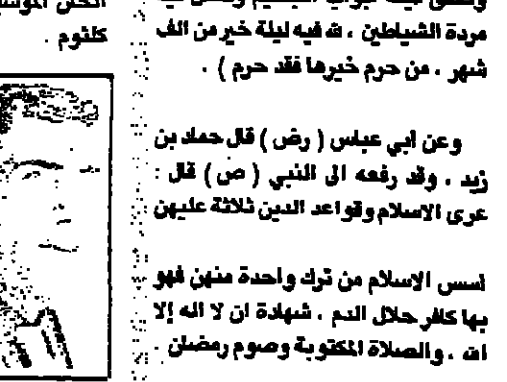 مردة الشياطين ، لله فيه ليلة خير من الف
شهر ، من حرم خيرها فقد حرم ) .
وعن ابي عباس ( رض ) قال حماد بن
زيد ، وقد رفعه الى النبي ( ص ) قال :
عرى الاسلام وقواعد الدين ثلاثة عليهن
اسس الاسلام من ترك واحدة منهن فهو
بها كافر حلال الدم ، شهادة ان لا اله إلا
الله ، والصلاة المكتوبة وصوم رمضان .
كلثوم .